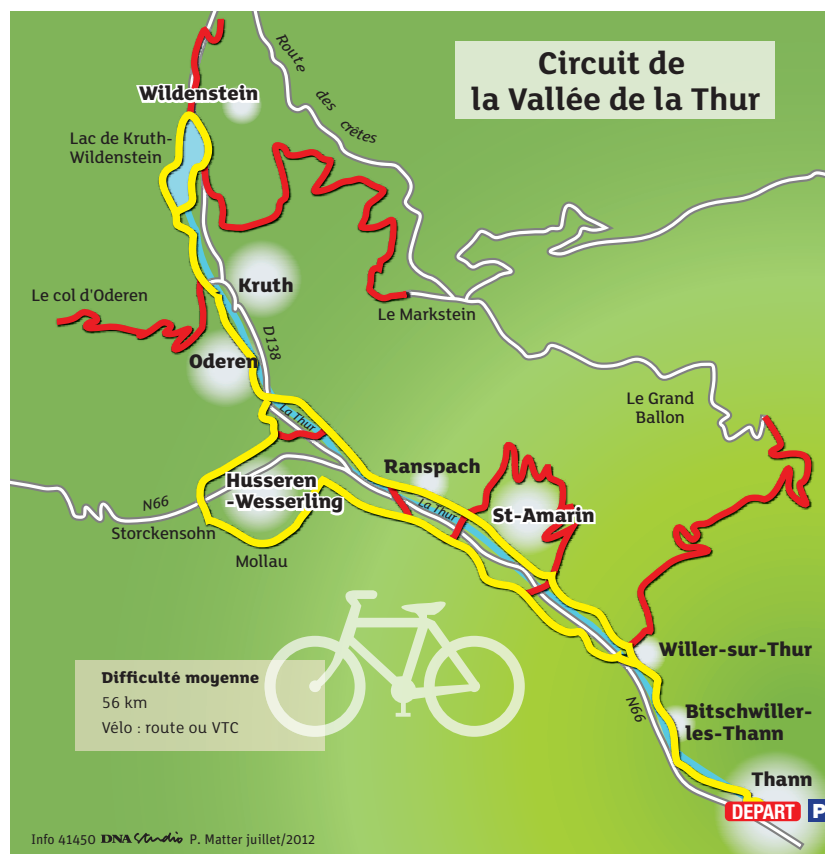 Circuit de
la Vallée de la Thur
Route
des
crêtes
Wildenstein
Lac de Kruth-
Wildenstein
Kruth
Le col d'Oderen
Le Markstein
D138
Oderen
Le Grand
Ballon
La Thur
Ranspach
Husseren
-Wesserling
La Thur
St-Amarin
N66
Storckensohn
Mollau
Willer-sur-Thur
Difficulté moyenne
56 km
Vélo : route ou VTC
N66
Bitschwiller-
les-Thann
Thann
DEPART P
Info 41450 DNA Studio P. Matter juillet/2012